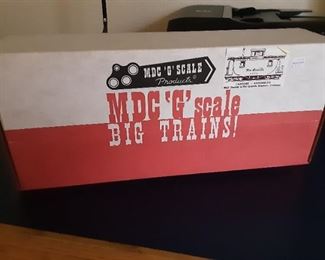 MDC 'G' SCALE
Products
MDC 'G' scale
BIG TRAINS!